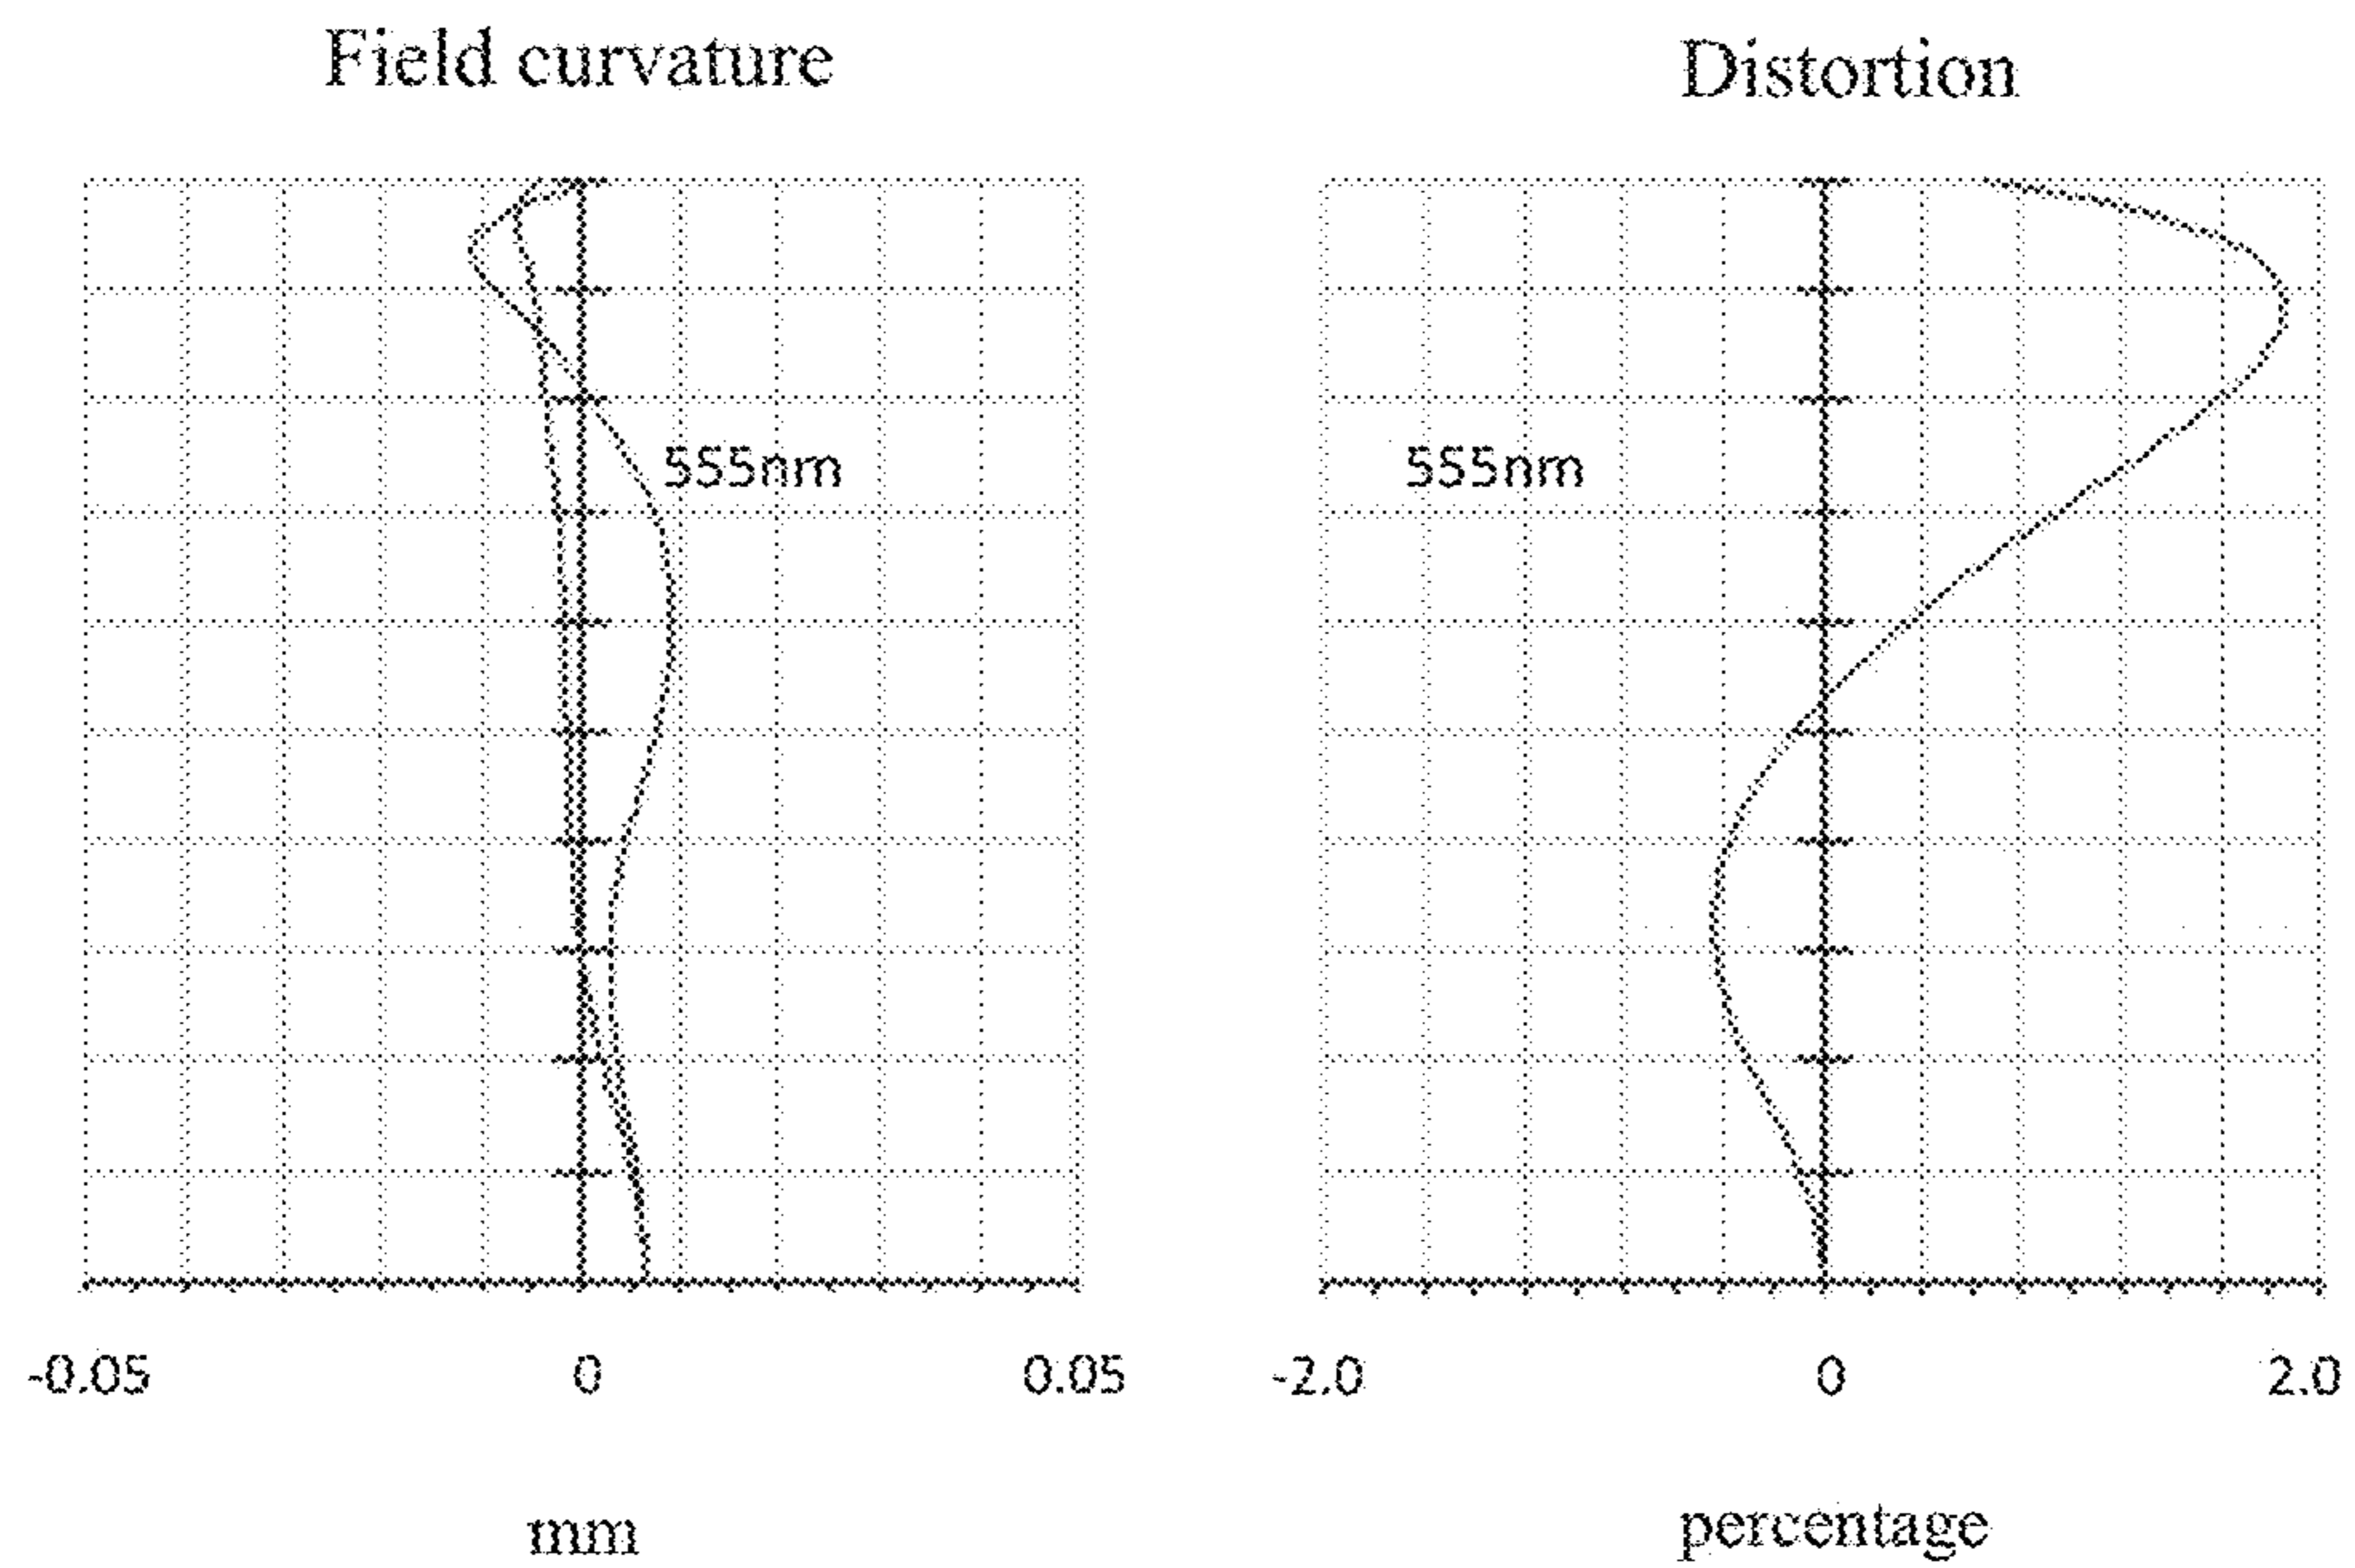 Field curvature
Distortion
555nm
555nm
-0.05 0 0.05
-2.0 0 2.0
mm
percentage